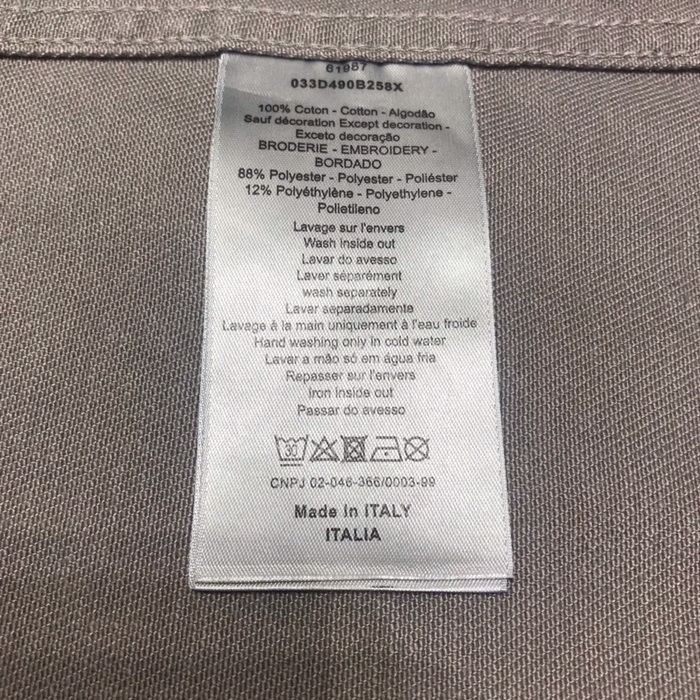 61987
033D490B258X
100% Coton - Cotton - Algodão
Sauf décoration Except decoration -
Exceto decoração
BRODERIE - EMBROIDERY -
BORDADO
88% Polyester - Polyester - Poliéster
12% Polyéthylène - Polyethylene -
Polietileno
Lavage sur l'envers
Wash inside out
Lavar do avesso
Laver séparément
wash separately
Lavar separadamente
Lavage à la main uniquement à l'eau froide
Hand washing only in cold water
Lavar a mão só em água fria
Repasser sur l'envers
Iron inside out
Passar do avesso
30
CNPJ 02-046-366/0003-99
Made in ITALY
ITALIA